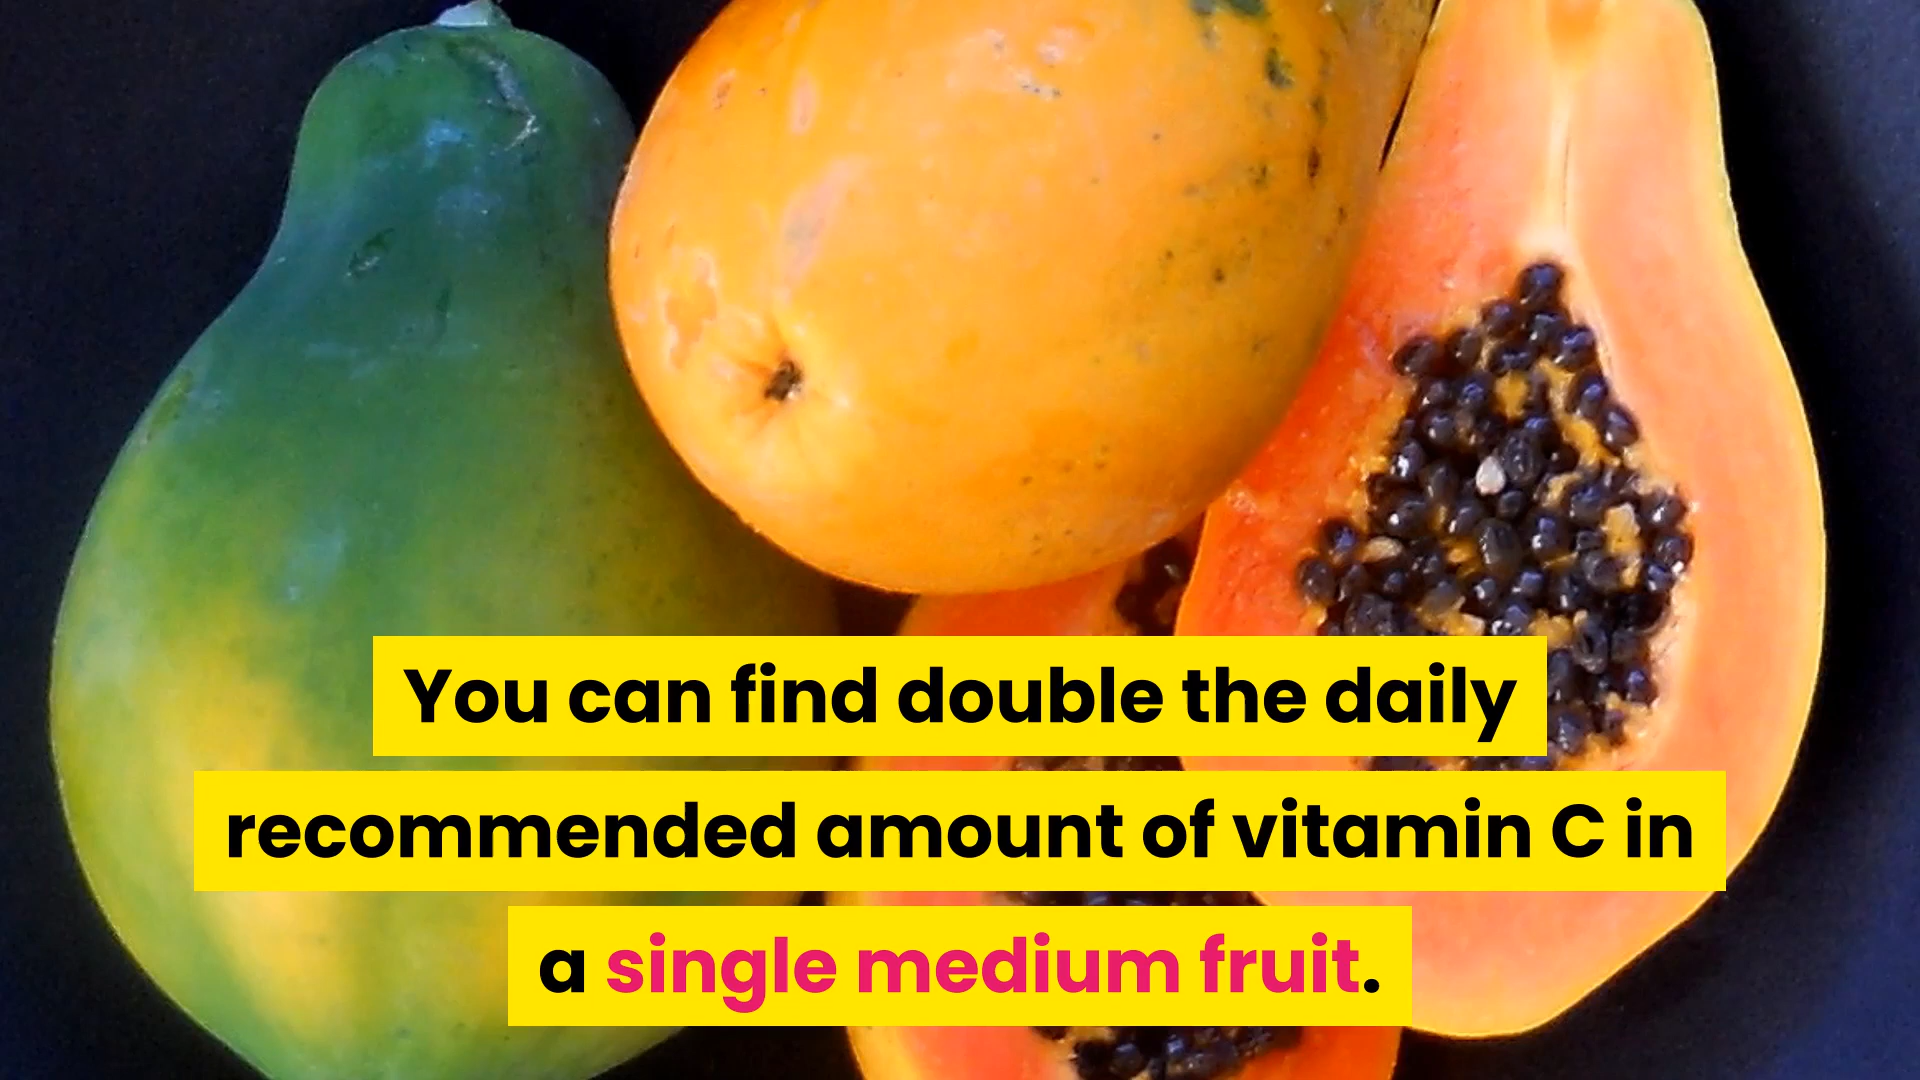 You can find double the daily
recommended amount of vitamin C in
a single medium fruit.